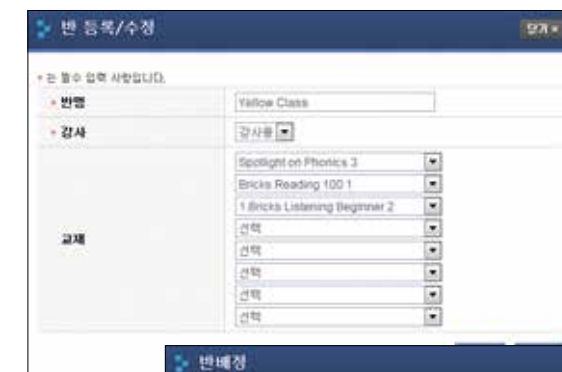 반 등록/수정
닫기 ×
• 는 필수 입력 사항입니다.
• 반명
Yellow Class
• 강사
강사용
교재
Spotlight on Phonics 3
Bricks Reading 100 1
1.Bricks Listening Beginner 2
선택
선택
선택
선택
선택
반배정